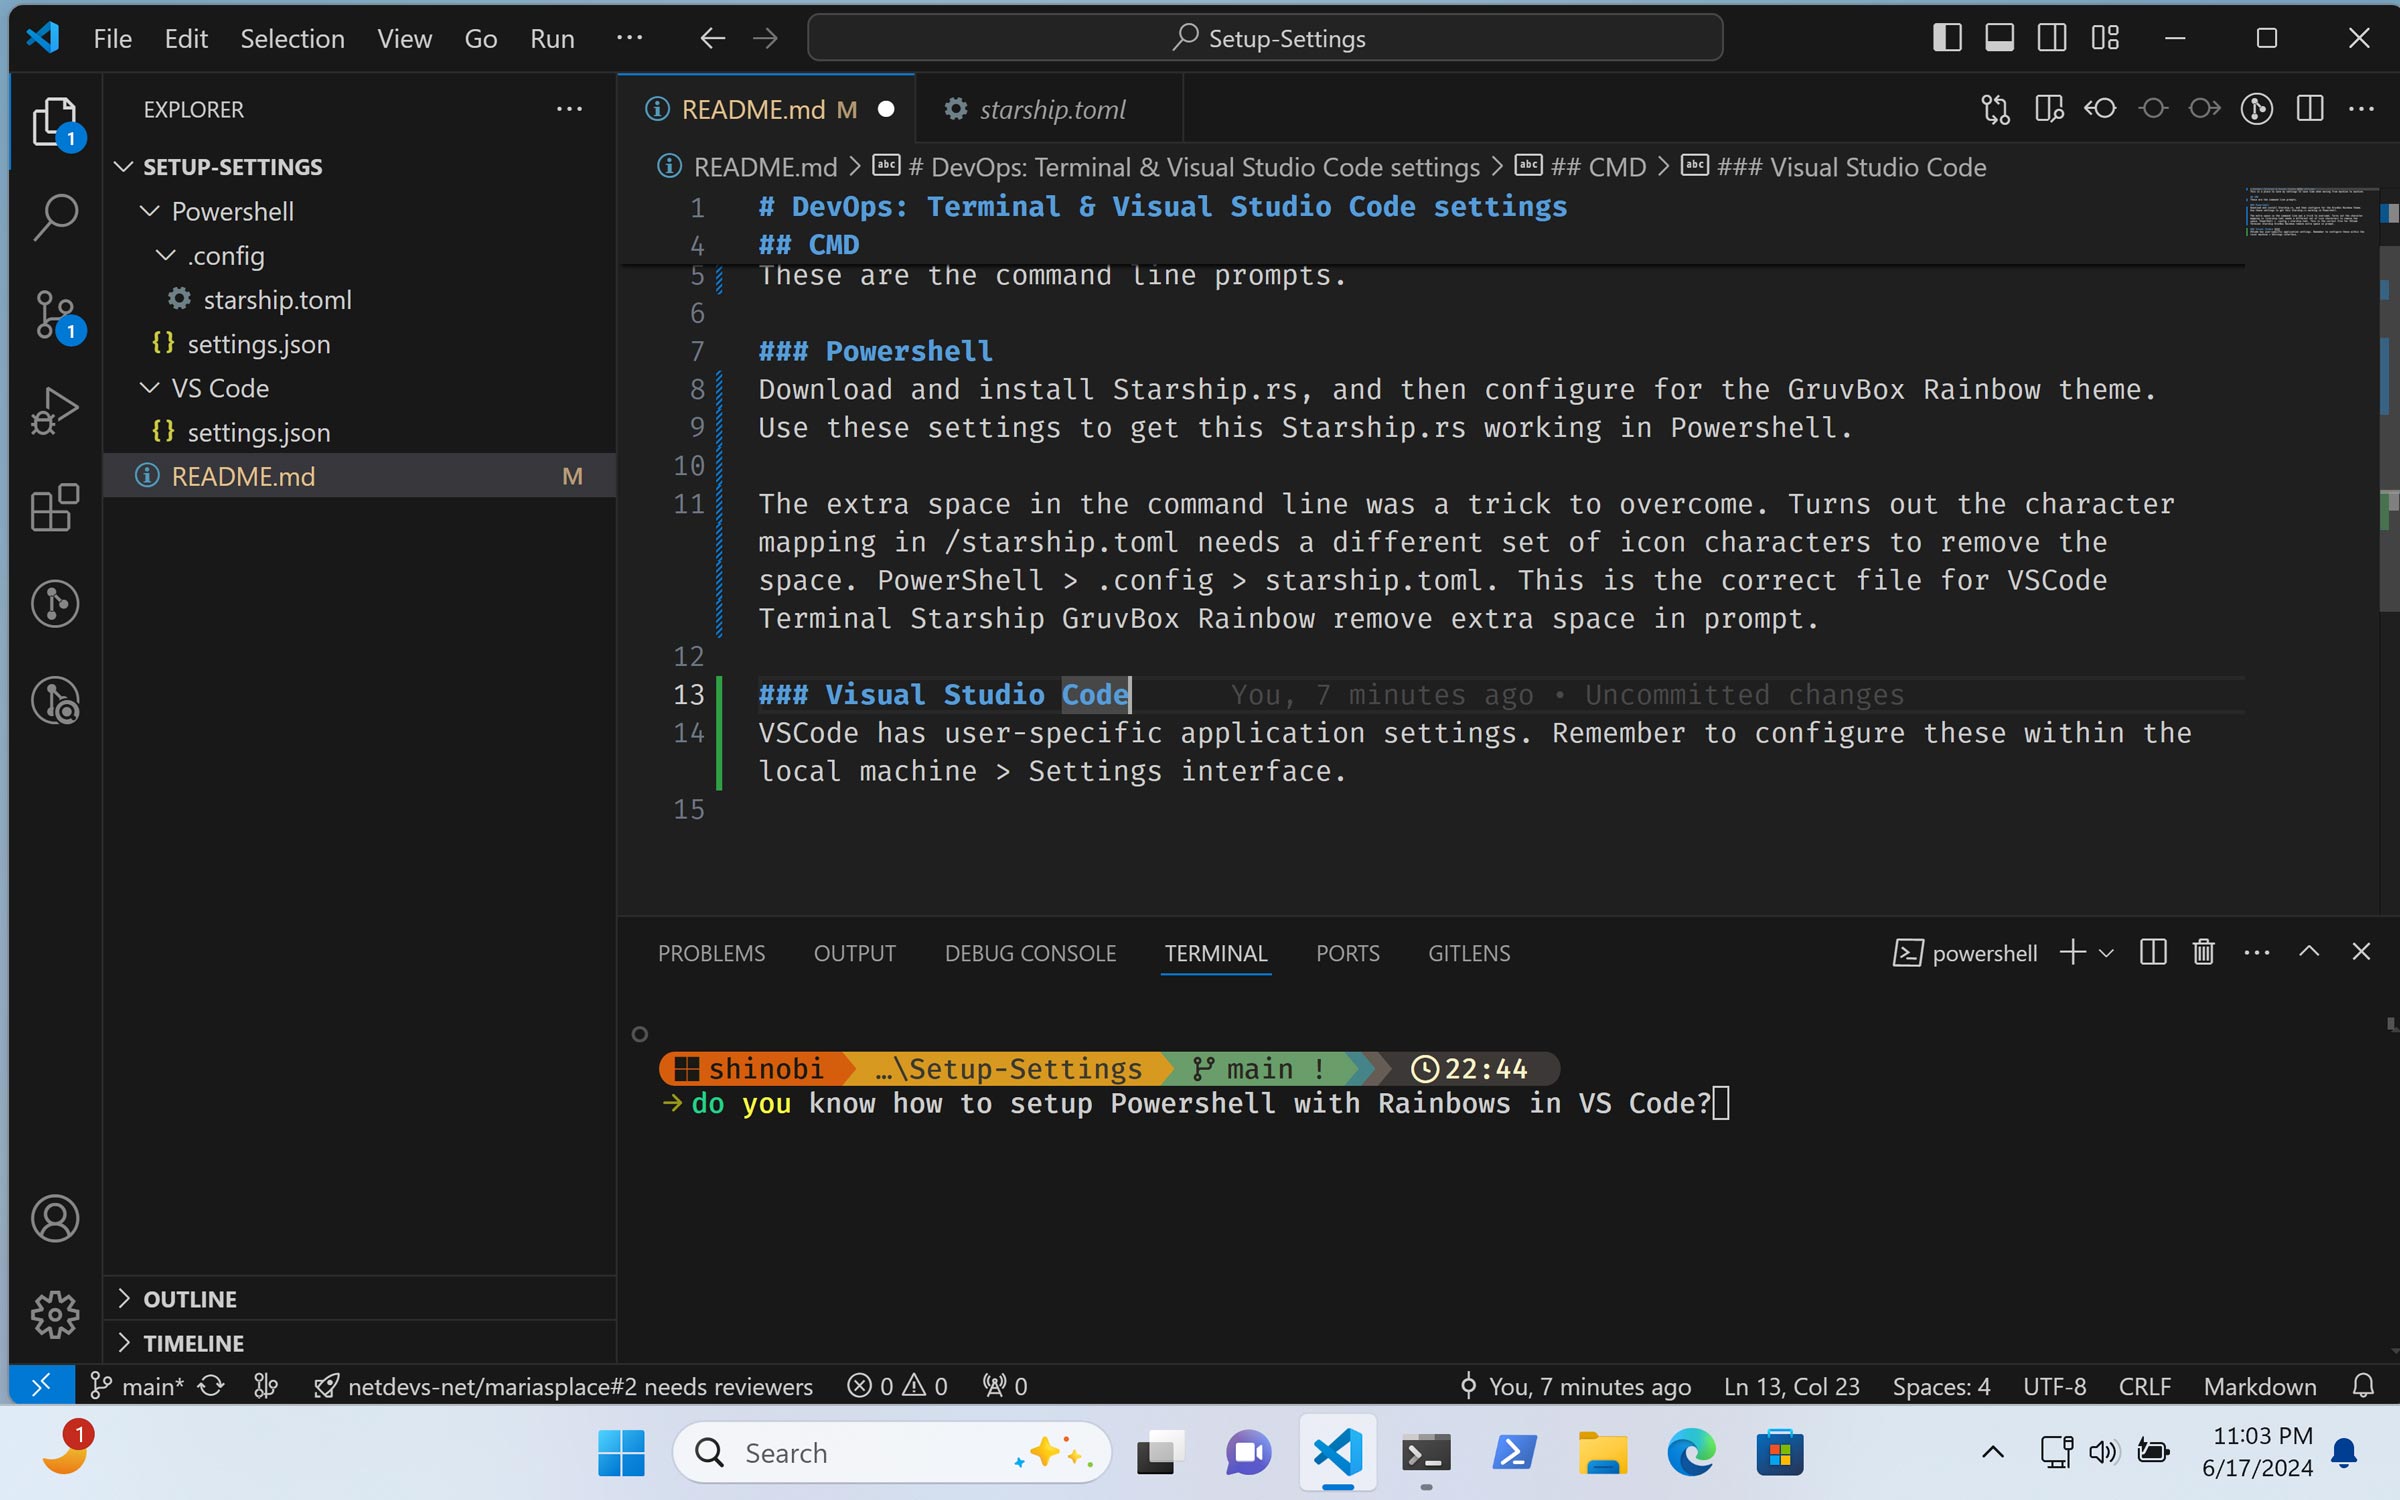 File Edit Selection View Go Run ··· Setup-Settings
EXPLORER ···
SETUP-SETTINGS
Powershell
.config
starship.toml
{} settings.json
VS Code
{} settings.json
README.md M
1
1
README.md M
starship.toml
README.md > # DevOps: Terminal & Visual Studio Code settings > ## CMD > ### Visual Studio Code
1 # DevOps: Terminal & Visual Studio Code settings
4 ## CMD
5 These are the command line prompts.
6
7 ### Powershell
8 Download and install Starship.rs, and then configure for the GruvBox Rainbow theme.
9 Use these settings to get this Starship.rs working in Powershell.
10
11 The extra space in the command line was a trick to overcome. Turns out the character
mapping in /starship.toml needs a different set of icon characters to remove the
space. PowerShell > .config > starship.toml. This is the correct file for VSCode
Terminal Starship GruvBox Rainbow remove extra space in prompt.
12
13 ### Visual Studio Code You, 7 minutes ago • Uncommitted changes
14 VSCode has user-specific application settings. Remember to configure these within the
local machine > Settings interface.
15
PROBLEMS OUTPUT DEBUG CONSOLE TERMINAL PORTS GITLENS powershell
shinobi …\Setup-Settings main ! 22:44
→ do you know how to setup Powershell with Rainbows in VS Code?
OUTLINE
TIMELINE
main* netdevs-net/mariasplace#2 needs reviewers 0 0 0 You, 7 minutes ago Ln 13, Col 23 Spaces: 4 UTF-8 CRLF Markdown
1
Search
11:03 PM
6/17/2024